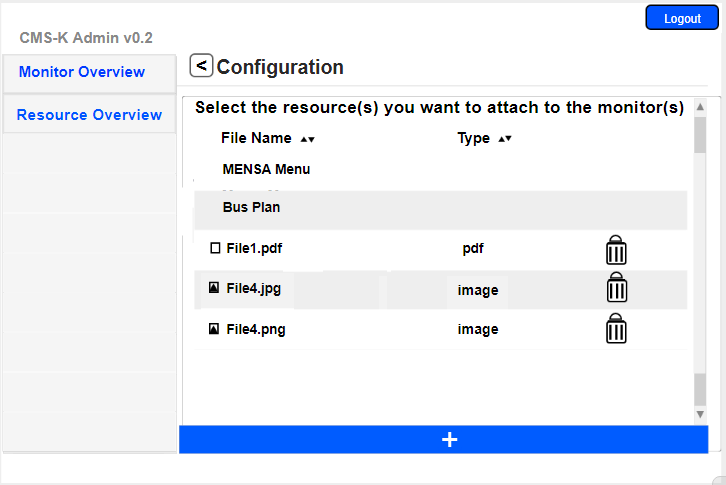 Logout
CMS-K Admin v0.2
Monitor Overview
Resource Overview
< Configuration
Select the resource(s) you want to attach to the monitor(s)
File Name Type
MENSA Menu
Bus Plan
File1.pdf pdf
File4.jpg image
File4.png image
+